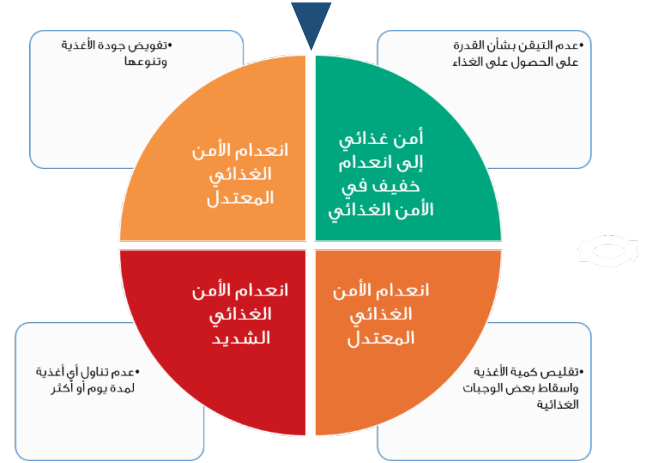 •عدم التيقن بشأن القدرة
على الحصول على الغذاء
•تفويض جودة الأغذية
وتنوعها
أمن غذائي
إلى انعدام
خفيف في
الأمن الغذائي
انعدام الأمن
الغذائي
المعتدل
انعدام الأمن
الغذائي
المعتدل
انعدام الأمن
الغذائي
الشديد
•تقليص كمية الأغذية
واسقاط بعض الوجبات
الغذائية
•عدم تناول أي أغذية
لمدة يوم أو أكثر